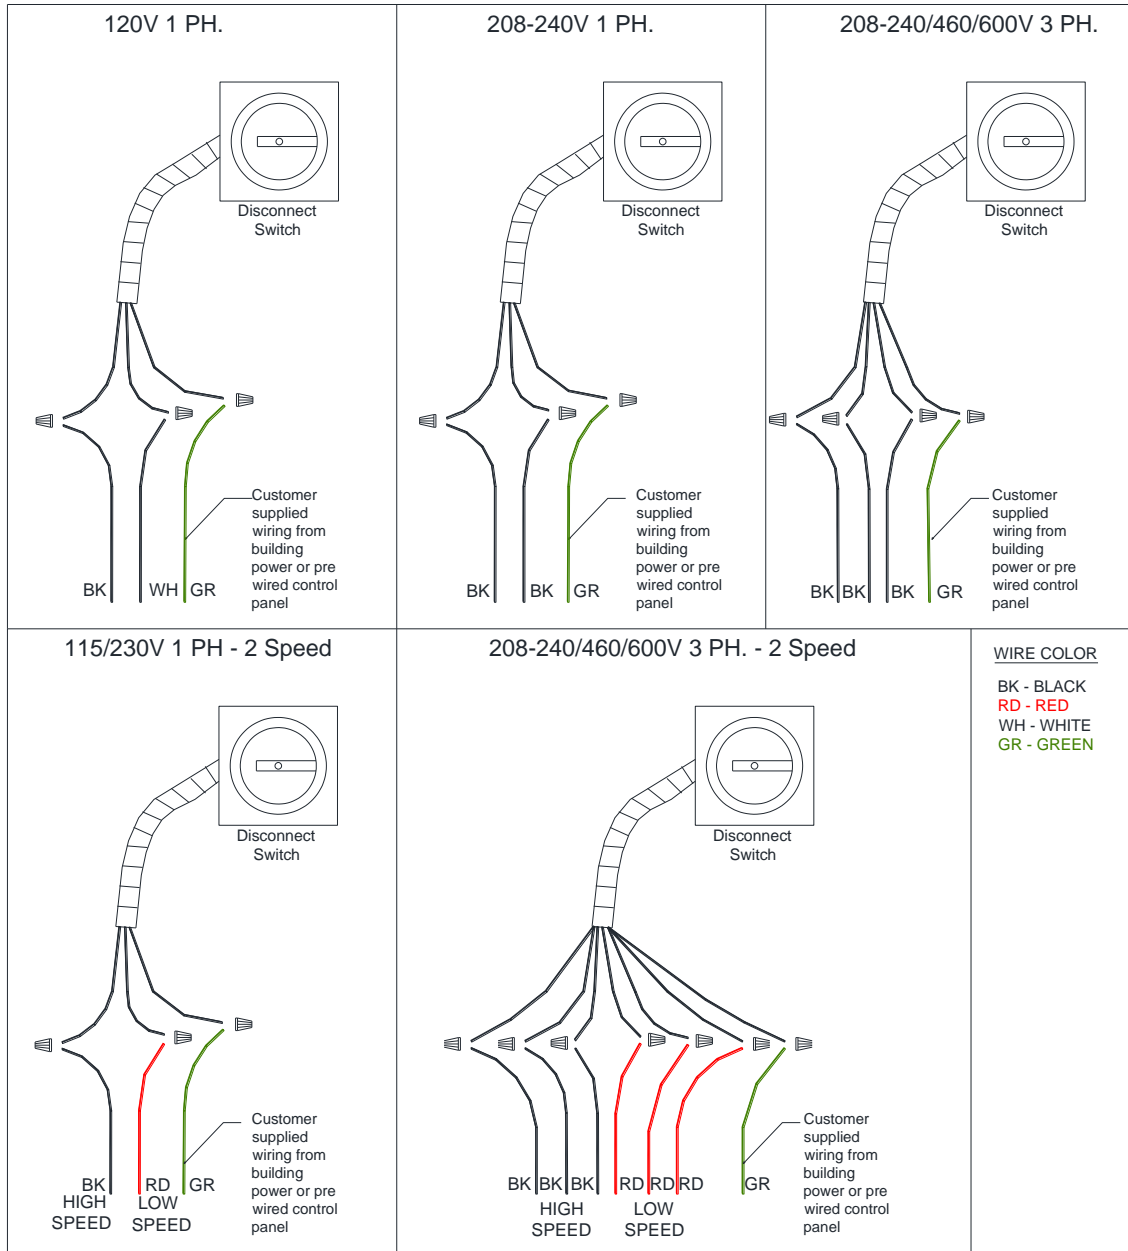 120V 1 PH.
Disconnect
Switch
Customer
supplied
wiring from
building
power or pre
wired control
panel
BK WH GR
208-240V 1 PH.
Disconnect
Switch
Customer
supplied
wiring from
building
power or pre
wired control
panel
BK BK GR
208-240/460/600V 3 PH.
Disconnect
Switch
Customer
supplied
wiring from
building
power or pre
wired control
panel
BK BK BK GR
115/230V 1 PH - 2 Speed
Disconnect
Switch
Customer
supplied
wiring from
building
power or pre
wired control
panel
BK RD GR
HIGH SPEED
LOW SPEED
208-240/460/600V 3 PH. - 2 Speed
Disconnect
Switch
Customer
supplied
wiring from
building
power or pre
wired control
panel
BK BK BK RD RD RD GR
HIGH SPEED
LOW SPEED
WIRE COLOR
BK - BLACK
RD - RED
WH - WHITE
GR - GREEN